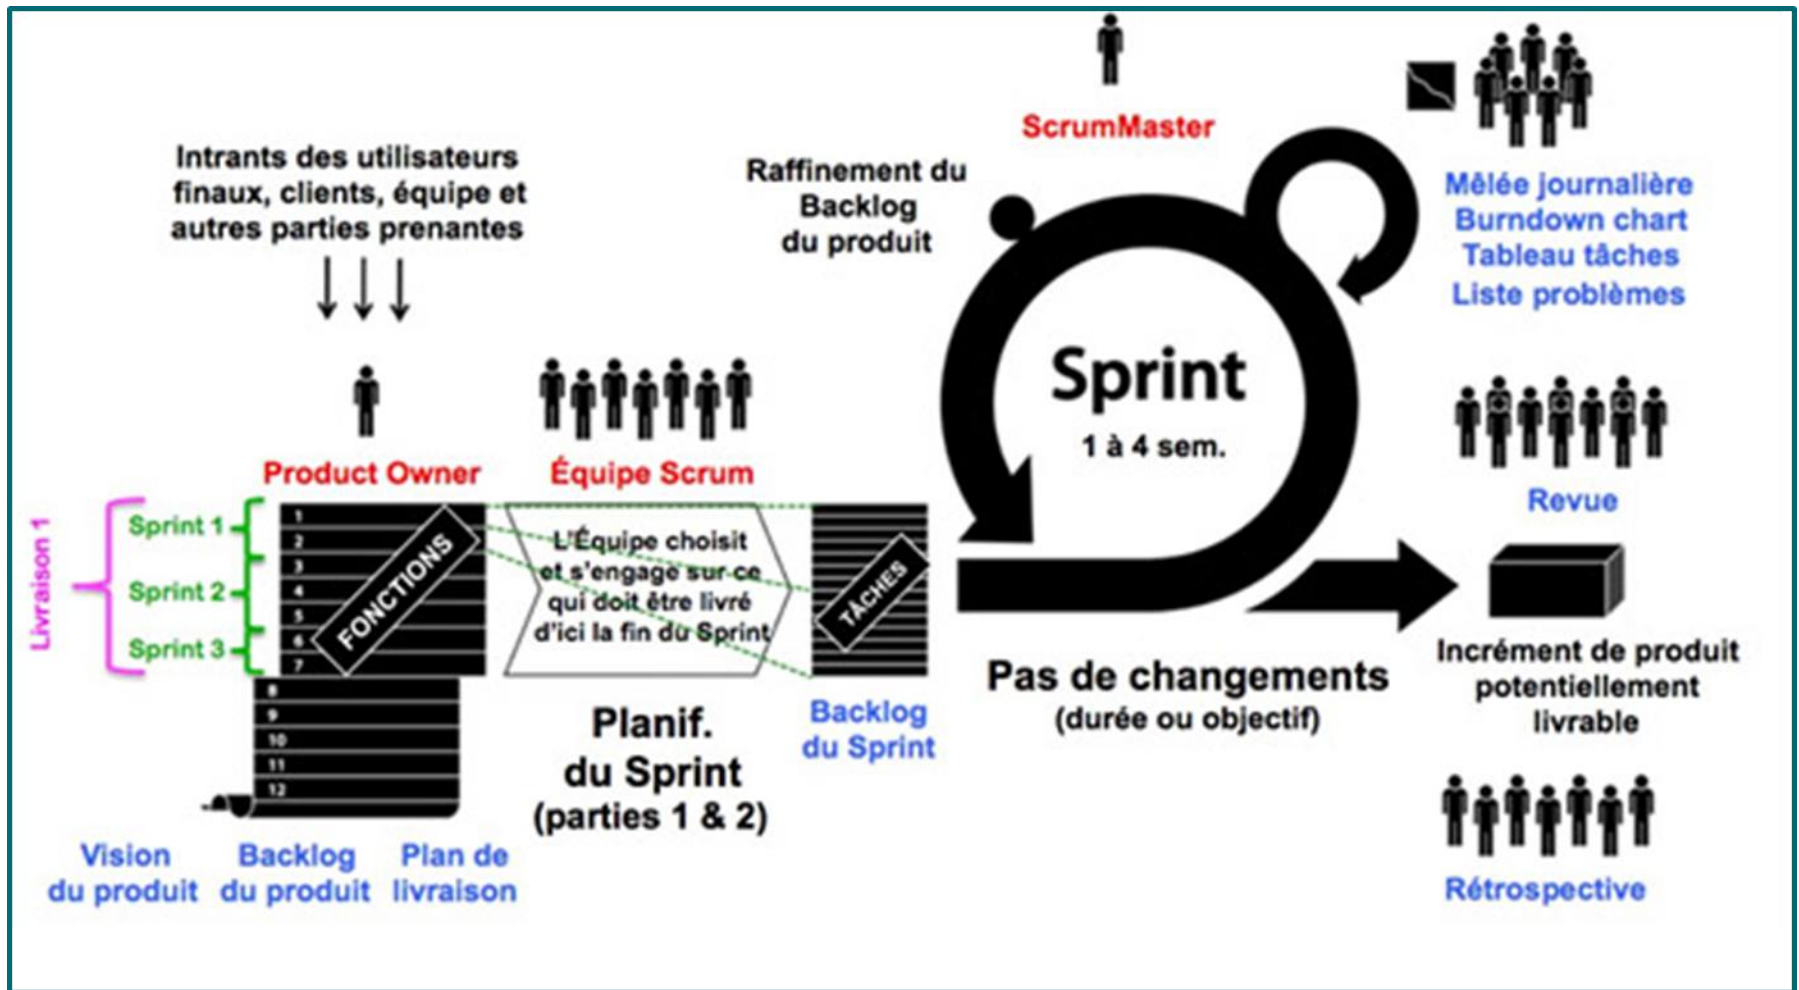 ScrumMaster
Intrants des utilisateurs
finaux, clients, équipe et
autres parties prenantes
Raffinement du
Backlog
du produit
Mêlée journalière
Burndown chart
Tableau tâches
Liste problèmes
Sprint
1 à 4 sem.
Product Owner
Équipe Scrum
Revue
Livraison 1
Sprint 1
Sprint 2
Sprint 3
1
2
3
4
5
6
7
FONCTIONS
8
9
10
11
12
L'Équipe choisit
et s'engage sur ce
qui doit être livré
d'ici la fin du Sprint
TÂCHES
Planif.
du Sprint
(parties 1 & 2)
Backlog
du Sprint
Pas de changements
(durée ou objectif)
Incrément de produit
potentiellement
livrable
Vision
du produit
Backlog
du produit
Plan de
livraison
Rétrospective